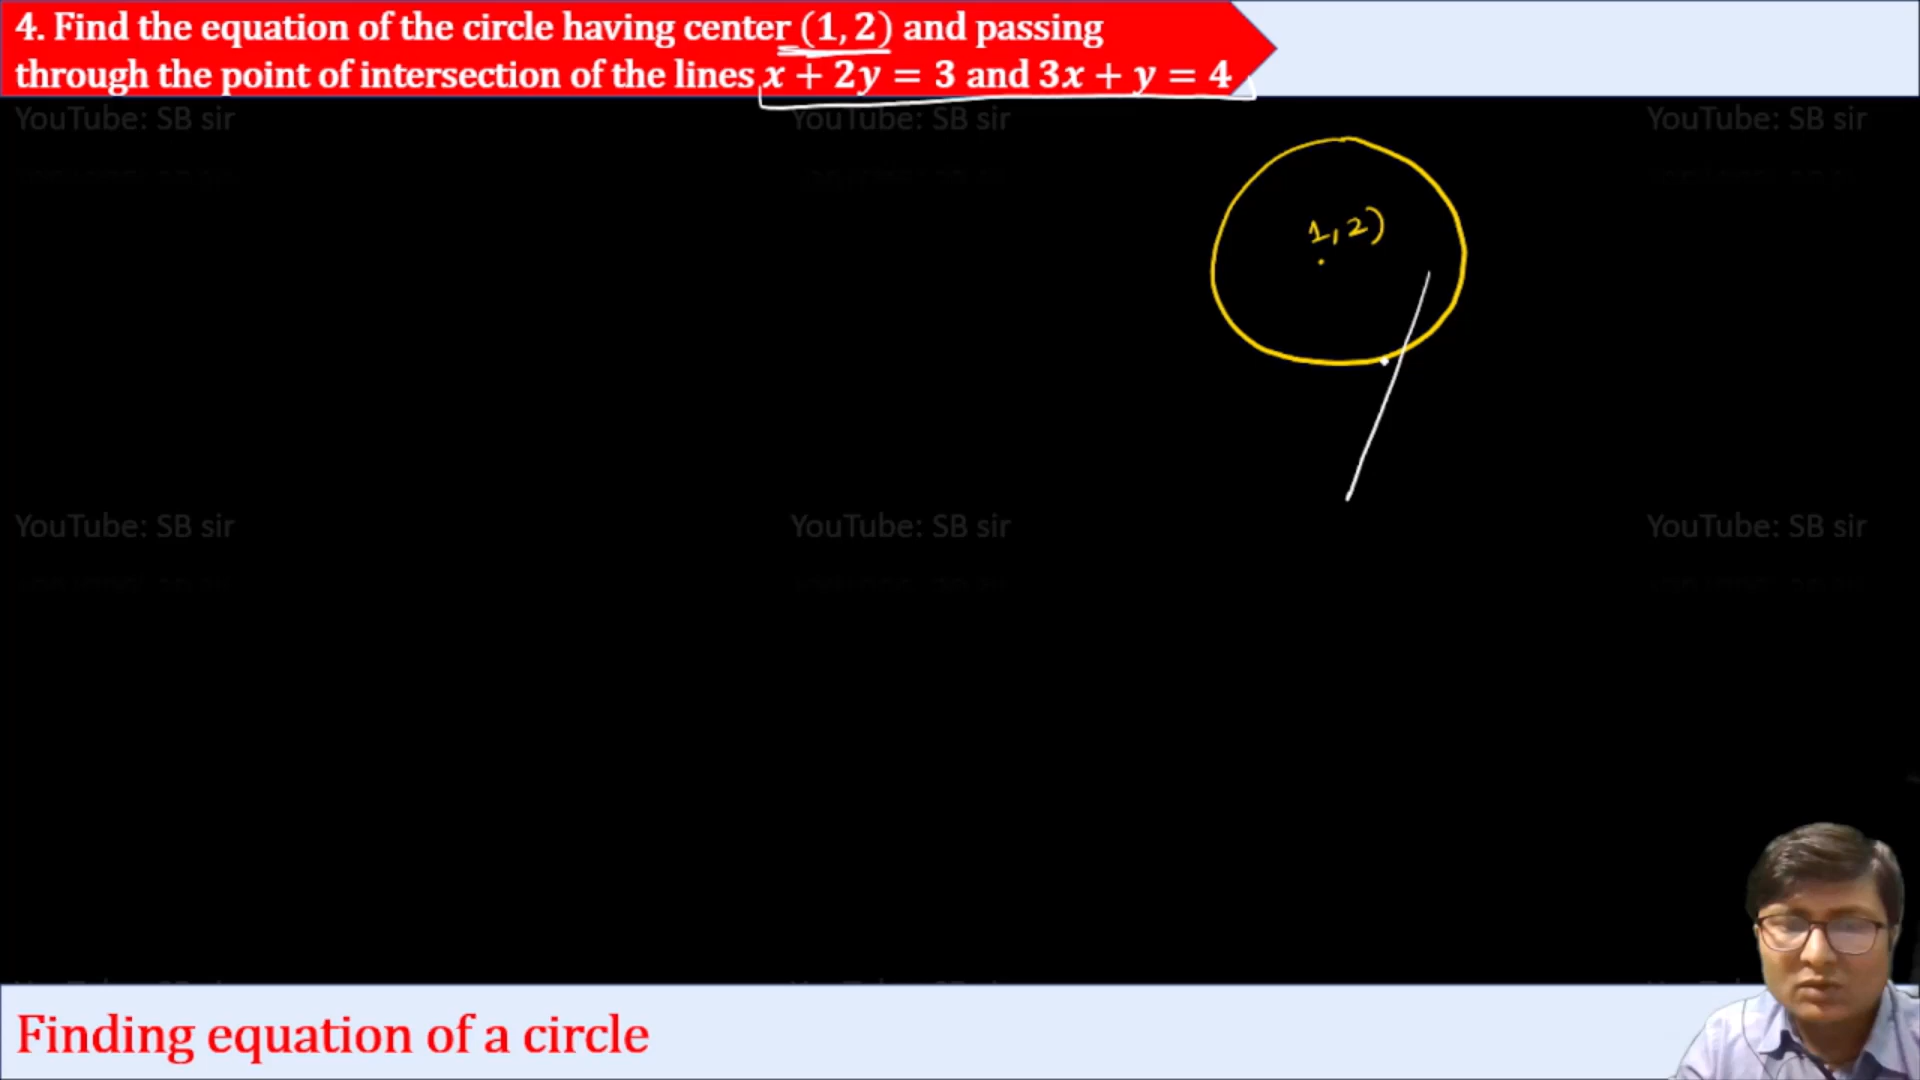 4. Find the equation of the circle having center (1, 2) and passing
through the point of intersection of the lines x + 2y = 3 and 3x + y = 4
YouTube: SB sir YouTube: SB sir YouTube: SB sir
1, 2)
YouTube: SB sir YouTube: SB sir YouTube: SB sir
Finding equation of a circle